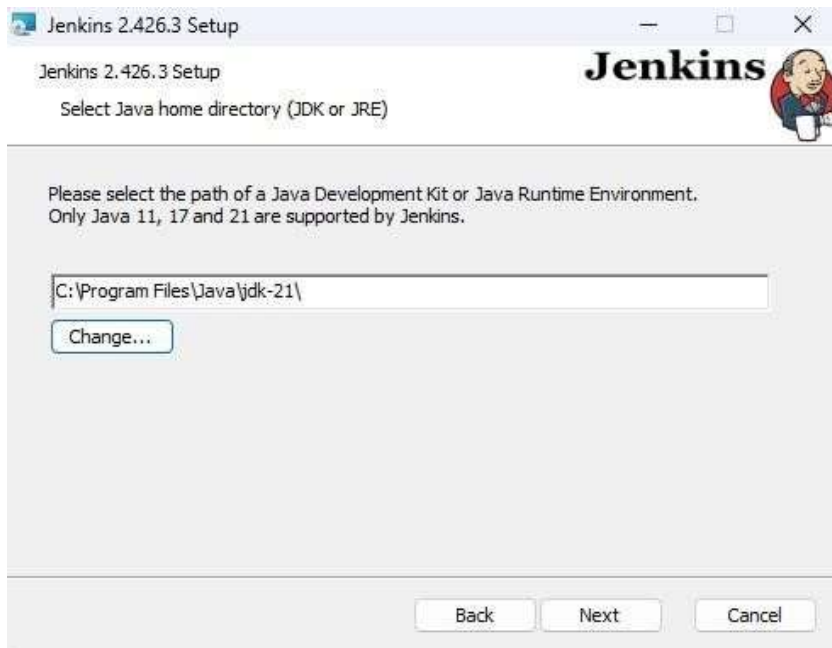 Jenkins 2.426.3 Setup
Jenkins 2.426.3 Setup
Jenkins
Select Java home directory (JDK or JRE)
Please select the path of a Java Development Kit or Java Runtime Environment.
Only Java 11, 17 and 21 are supported by Jenkins.
C:\Program Files\Java\jdk-21\
Change...
Back Next Cancel